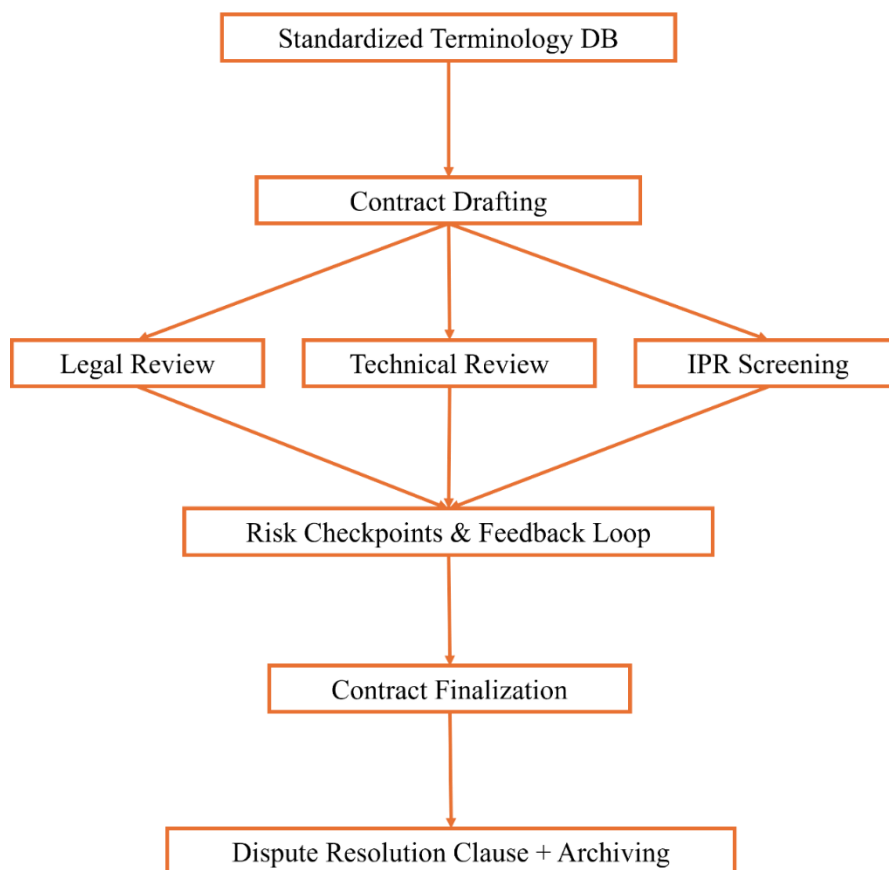 Standardized Terminology DB
Contract Drafting
Legal Review
Technical Review
IPR Screening
Risk Checkpoints & Feedback Loop
Contract Finalization
Dispute Resolution Clause + Archiving